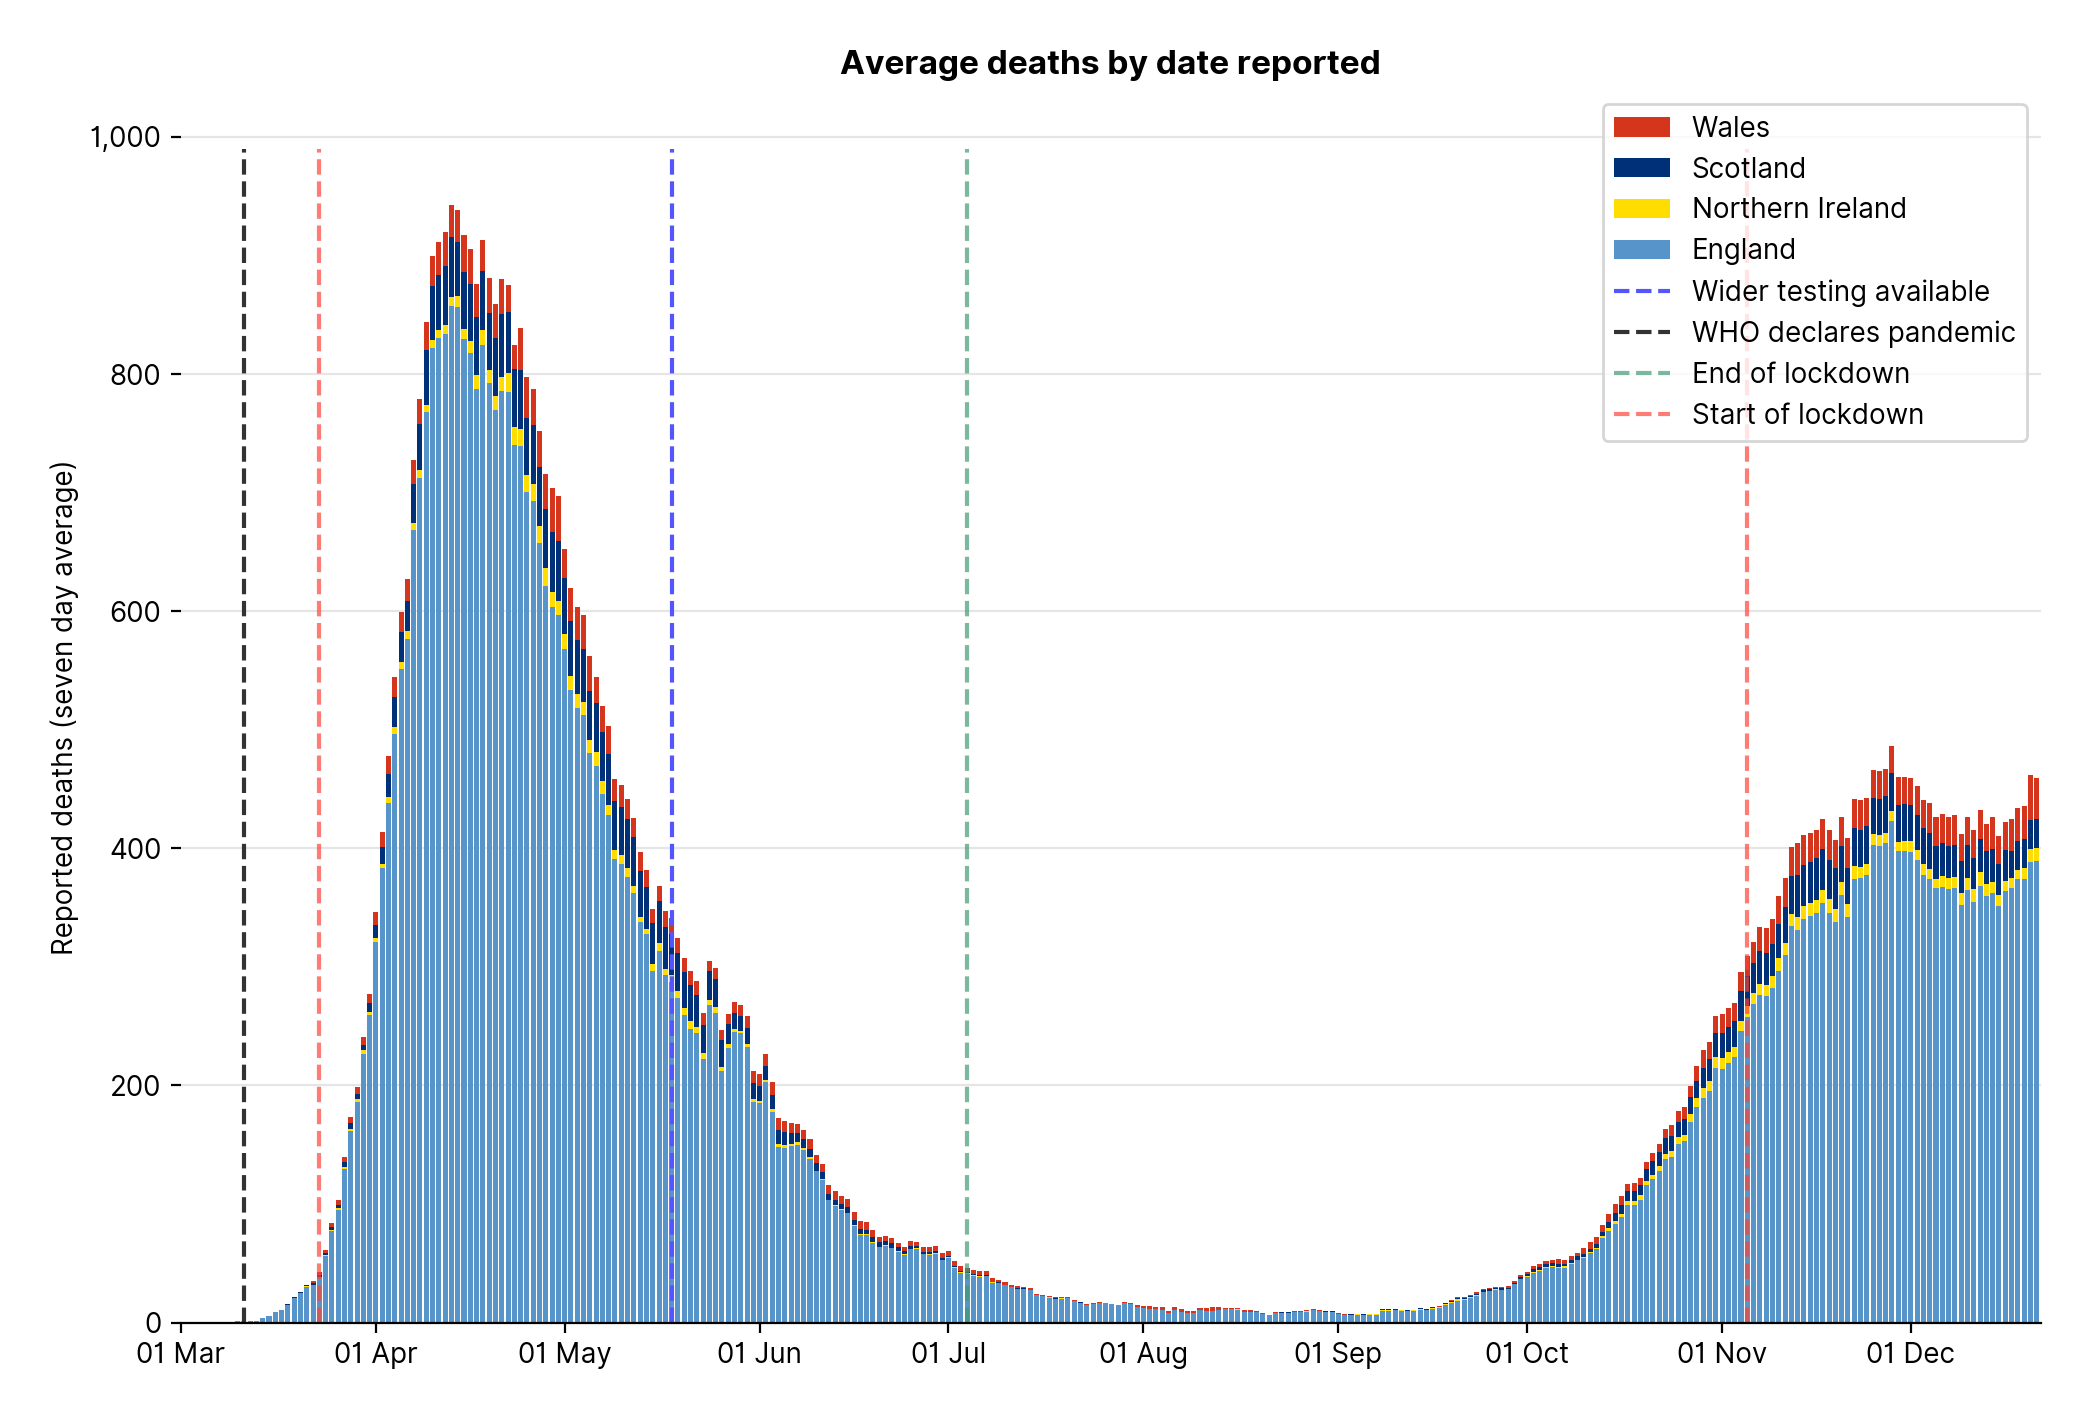 Average deaths by date reported
Wales
Scotland
Northern Ireland
England
Wider testing available
WHO declares pandemic
End of lockdown
Start of lockdown
Reported deaths (seven day average)
1,000
800
600
400
200
0
01 Mar
01 Apr
01 May
01 Jun
01 Jul
01 Aug
01 Sep
01 Oct
01 Nov
01 Dec